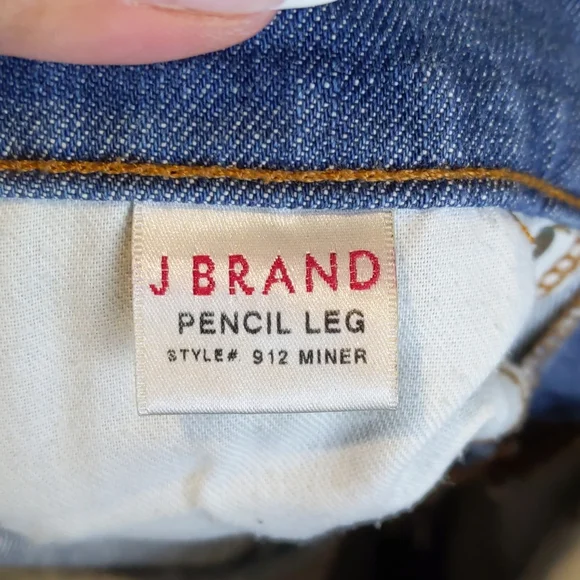 J BRAND
PENCIL LEG
STYLE#. 912 MINER